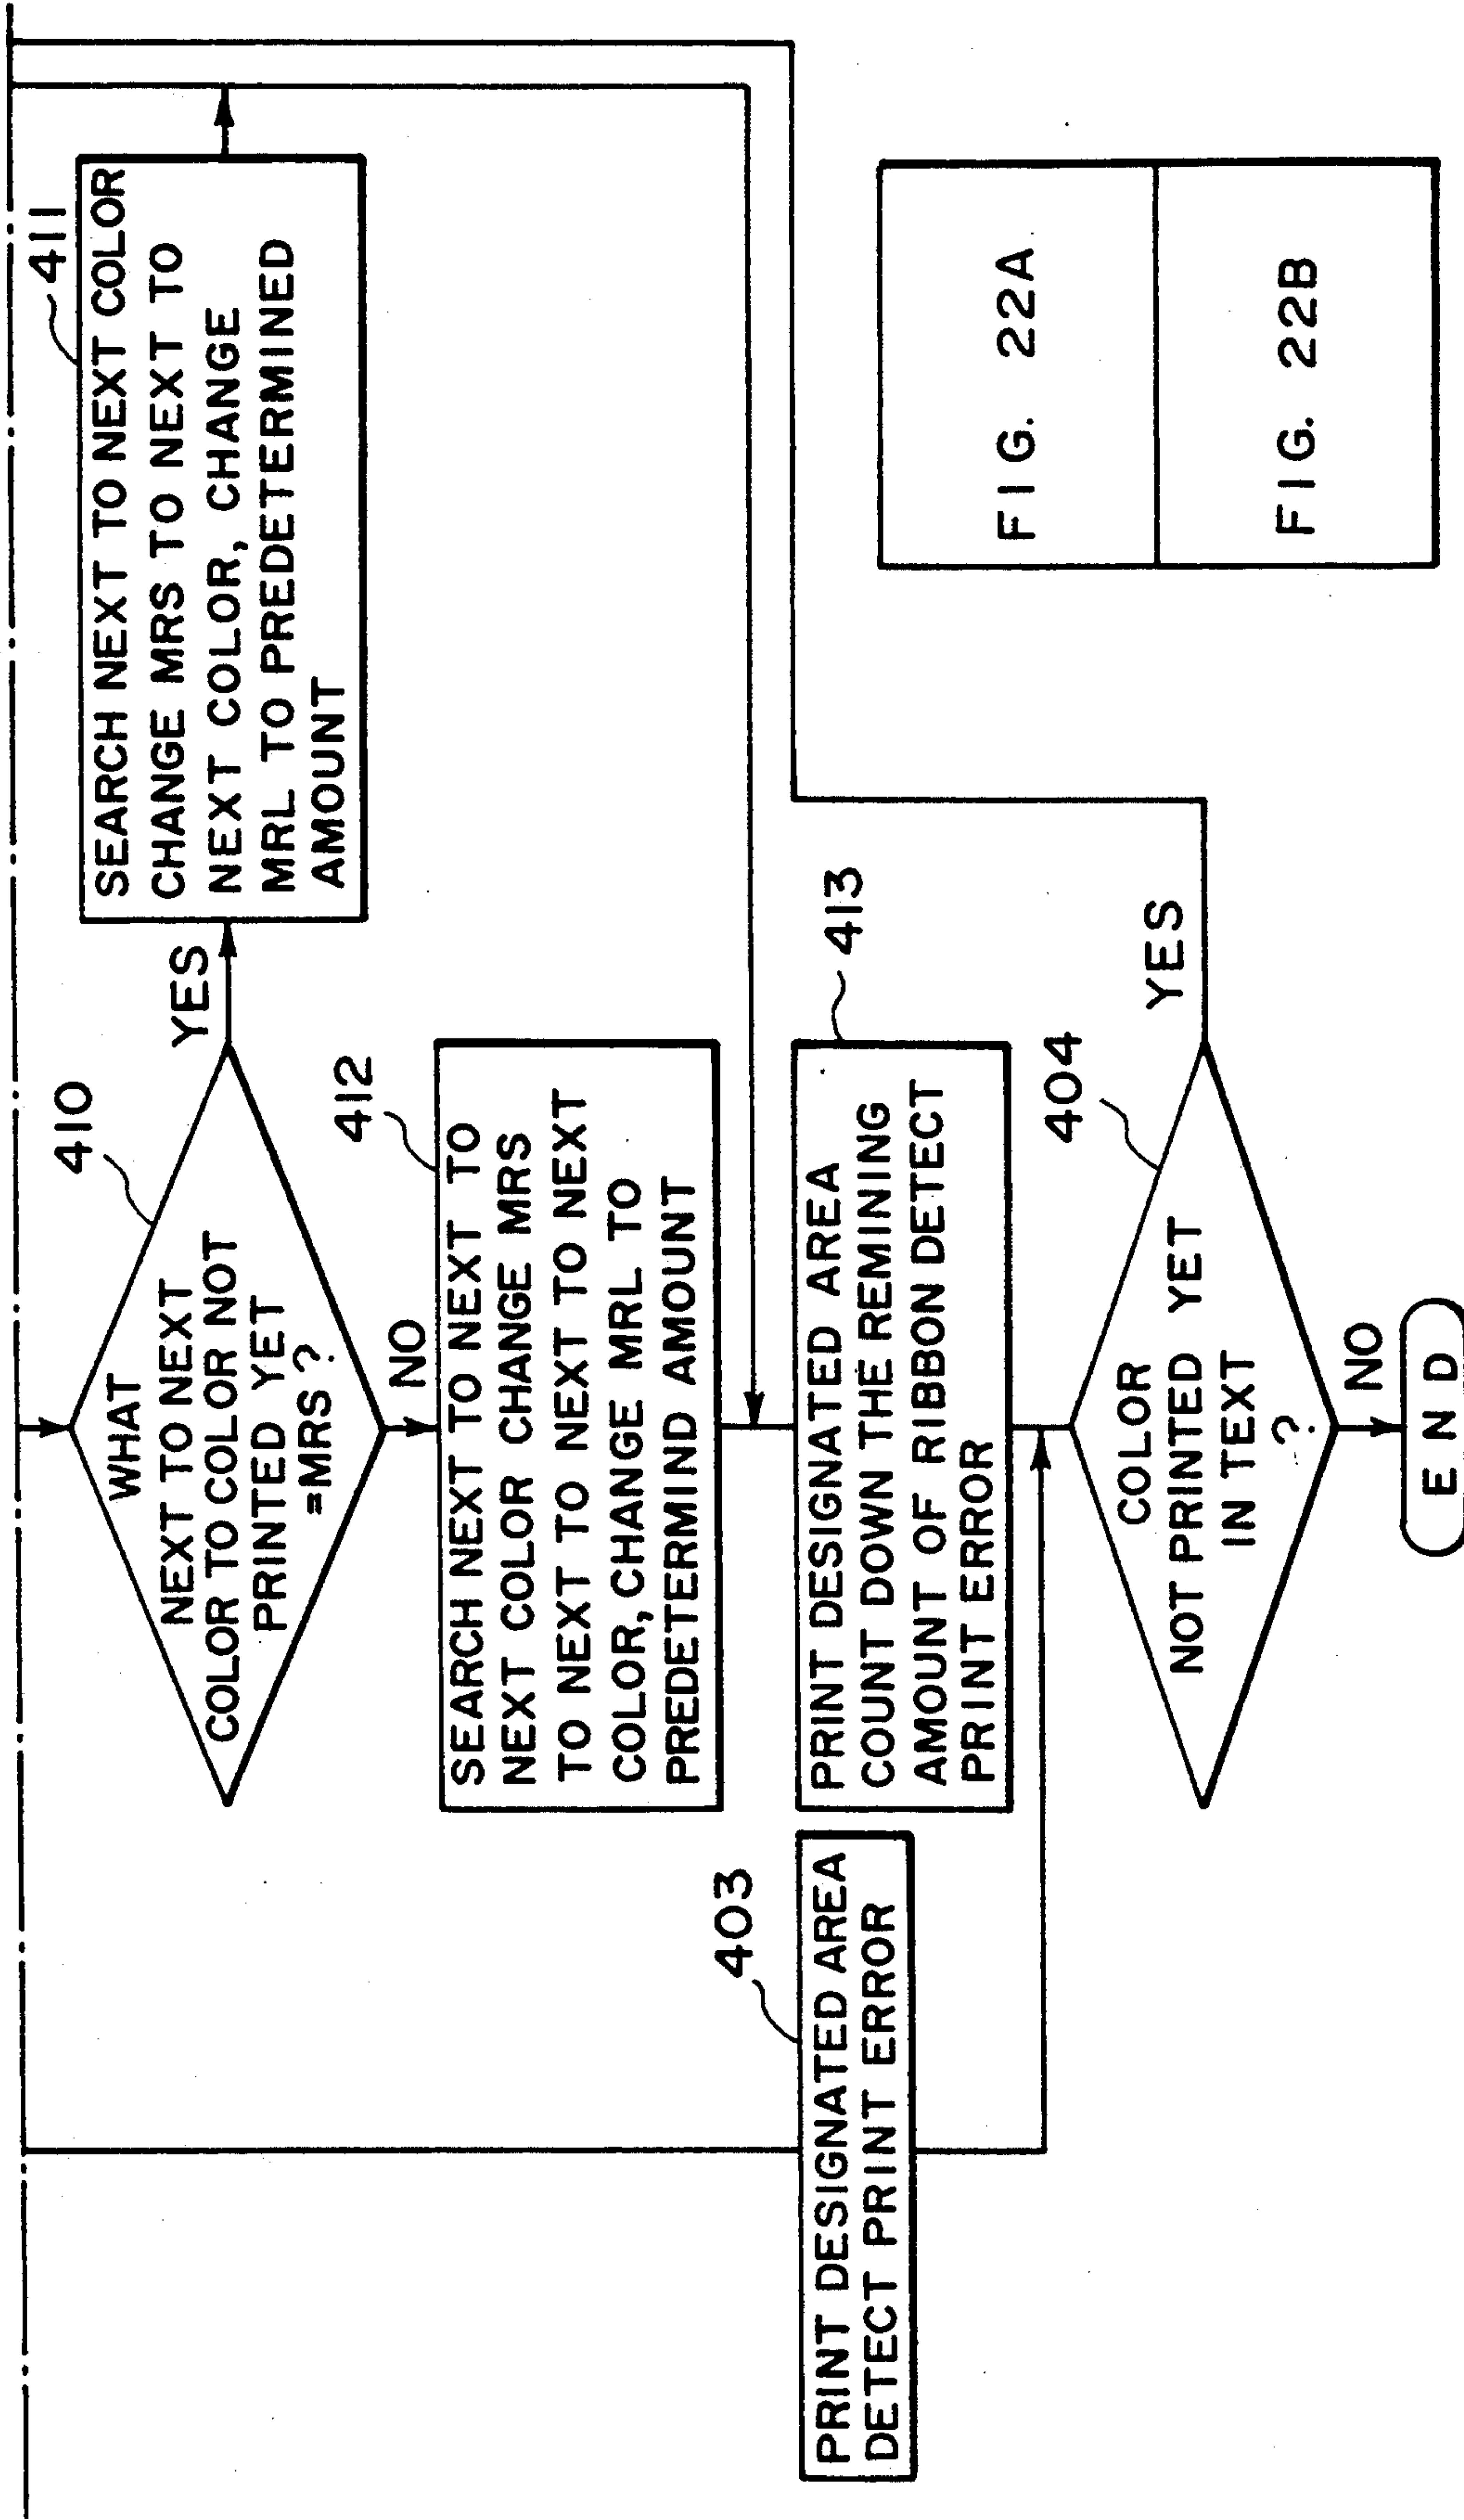 410
WHAT
NEXT TO NEXT
COLOR TO COLOR NOT
PRINTED YET
=MRS ?
YES
411
SEARCH NEXT TO NEXT COLOR
CHANGE MRS TO NEXT TO
NEXT COLOR, CHANGE
MRL TO PREDETERMINED
AMOUNT
NO
412
SEARCH NEXT TO NEXT TO
NEXT COLOR CHANGE MRS
TO NEXT TO NEXT TO NEXT
COLOR, CHANGE MRL TO
PREDETERMIND AMOUNT
403
PRINT DESIGNATED AREA
DETECT PRINT ERROR
413
PRINT DESIGNATED AREA
COUNT DOWN THE REMINING
AMOUNT OF RIBBON DETECT
PRINT ERROR
404
COLOR
NOT PRINTED YET
IN TEXT
?
YES
NO
END
FIG. 22A
FIG. 22B